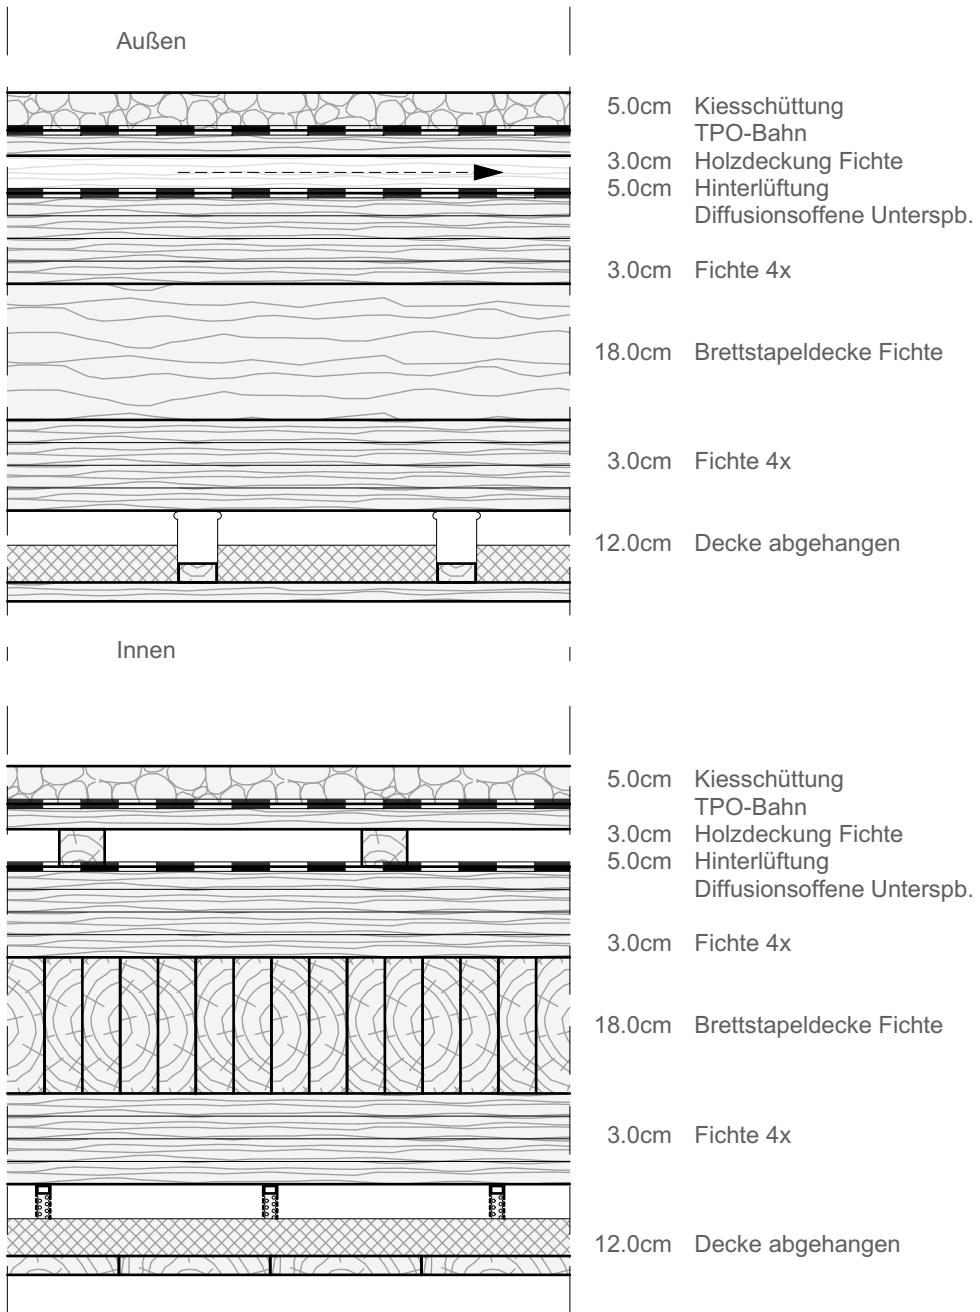 Außen
5.0cm Kiesschüttung
TPO-Bahn
3.0cm Holzdeckung Fichte
5.0cm Hinterlüftung
Diffusionsoffene Unterspb.
3.0cm Fichte 4x
18.0cm Brettstapeldecke Fichte
3.0cm Fichte 4x
12.0cm Decke abgehangen
Innen
5.0cm Kiesschüttung
TPO-Bahn
3.0cm Holzdeckung Fichte
5.0cm Hinterlüftung
Diffusionsoffene Unterspb.
3.0cm Fichte 4x
18.0cm Brettstapeldecke Fichte
3.0cm Fichte 4x
12.0cm Decke abgehangen